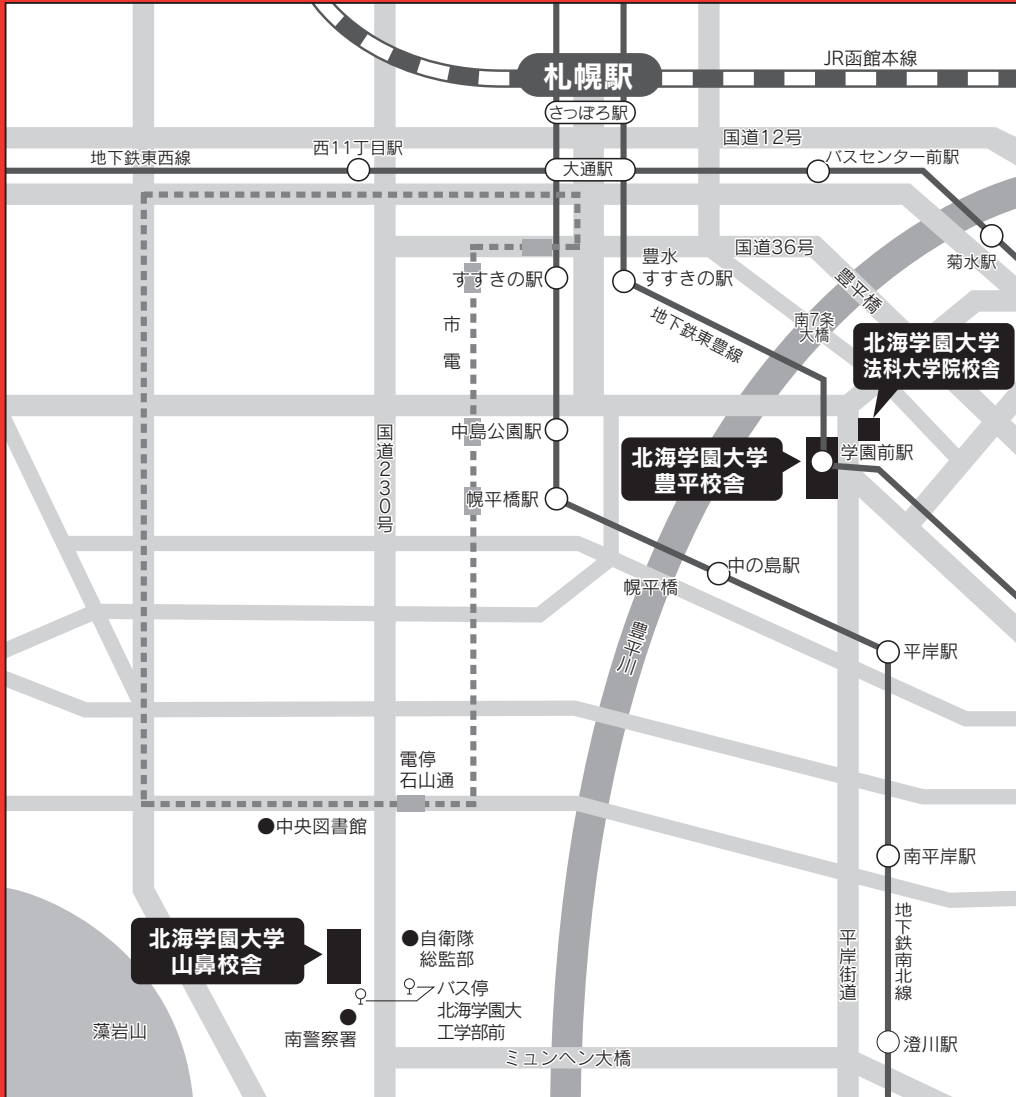 JR函館本線
札幌駅
さっぽろ駅
国道12号
西11丁目駅
地下鉄東西線
大通駅
バスセンター前駅
国道36号
豊水
すすきの駅
菊水駅
すすきの駅
豊平橋
地下鉄東豊線
南7条
大橋
市電
北海学園大学
法科大学院校舎
国道230号
中島公園駅
北海学園大学
豊平校舎
学園前駅
幌平橋駅
中の島駅
幌平橋
豊平川
平岸駅
電停
石山通
中央図書館
南平岸駅
地下鉄南北線
平岸街道
北海学園大学
山鼻校舎
自衛隊
総監部
バス停
北海学園大
工学部前
南警察署
藻岩山
ミュンヘン大橋
澄川駅